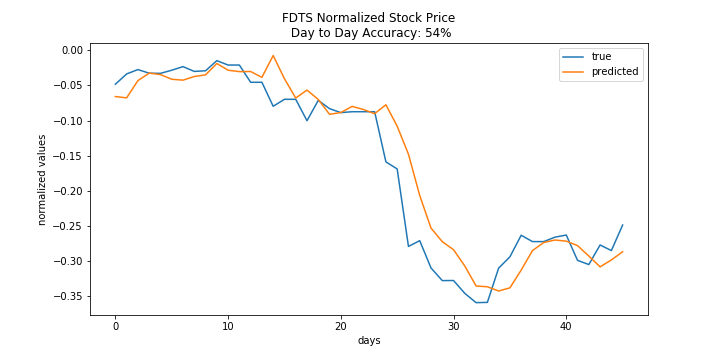 FDTS Normalized Stock Price
Day to Day Accuracy: 54%
true
predicted
normalized values
0.00
−0.05
−0.10
−0.15
−0.20
−0.25
−0.30
−0.35
0 10 20 30 40
days